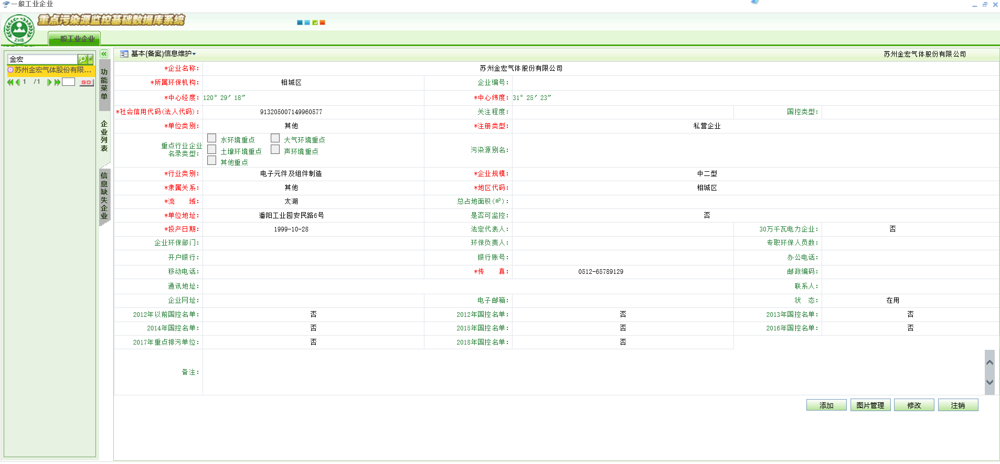 一般工业企业
重点污染源监控基础数据库系统
ZHB
一般工业企业
金宏
苏州金宏气体股份有限...
1 /1 GO
功能菜单
企业列表
信息缺失企业
基本(备案)信息维护 苏州金宏气体股份有限公司
*企业名称: 苏州金宏气体股份有限公司
*所属环保机构: 相城区 企业编号:
*中心经度: 120° 29′ 18″ *中心纬度: 31° 25′ 23″
*社会信用代码(法人代码): 913205007149960577 关注程度: 国控类型:
*单位类别: 其他 *注册类型: 私营企业
重点行业企业名录类型: 水环境重点 大气环境重点 污染源别名:
土壤环境重点 声环境重点
其他重点
*行业类别: 电子元件及组件制造 *企业规模: 中二型
*隶属关系: 其他 *地区代码: 相城区
*流 域: 太湖 总占地面积(㎡):
*单位地址: 潘阳工业园安民路6号 是否可监控: 否
*投产日期: 1999-10-28 法定代表人: 30万千瓦电力企业: 否
企业环保部门: 环保负责人: 专职环保人员数:
开户银行: 银行账号: 办公电话:
移动电话: *传 真: 0512-65789129 邮政编码:
通讯地址: 联系人:
企业网址: 电子邮箱: 状 态: 在用
2012年以前国控名单: 否 2012年国控名单: 否 2013年国控名单: 否
2014年国控名单: 否 2015年国控名单: 否 2016年国控名单: 否
2017年重点排污单位: 否 2018年国控名单: 否
备注:
添加 图片管理 修改 注销